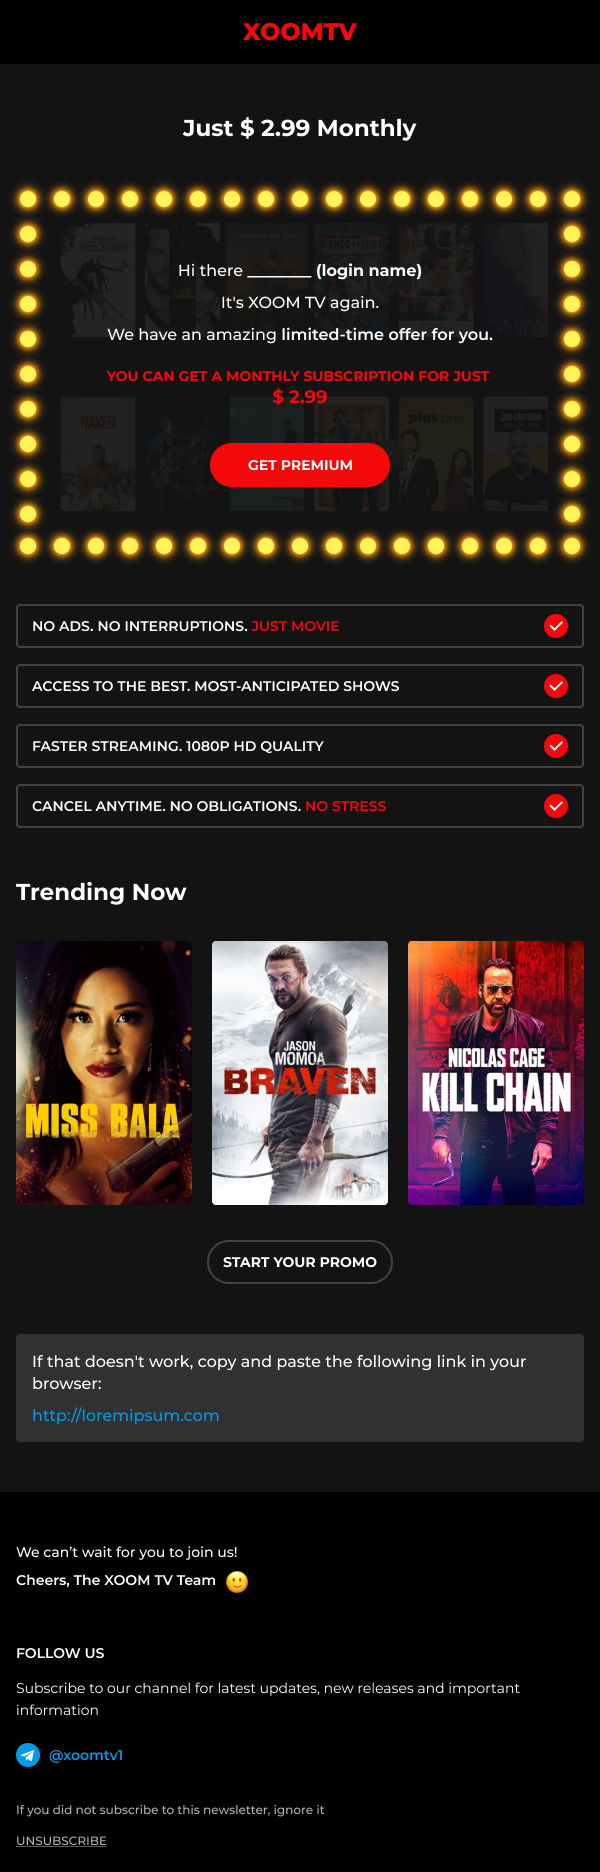 XOOMTV
Just $ 2.99 Monthly
Hi there ________ (login name)
It's XOOM TV again.
We have an amazing limited-time offer for you.
YOU CAN GET A MONTHLY SUBSCRIPTION FOR JUST
$ 2.99
NAKED
plus one
JIM GAFFIGAN
GET PREMIUM
NO ADS. NO INTERRUPTIONS. JUST MOVIE
ACCESS TO THE BEST. MOST-ANTICIPATED SHOWS
FASTER STREAMING. 1080P HD QUALITY
CANCEL ANYTIME. NO OBLIGATIONS. NO STRESS
Trending Now
MISS BALA
JASON
MOMOA
BRAVEN
NICOLAS CAGE
KILL CHAIN
START YOUR PROMO
If that doesn't work, copy and paste the following link in your
browser:
http://loremipsum.com
We can’t wait for you to join us!
Cheers, The XOOM TV Team
FOLLOW US
Subscribe to our channel for latest updates, new releases and important
information
@xoomtv1
If you did not subscribe to this newsletter, ignore it
UNSUBSCRIBE